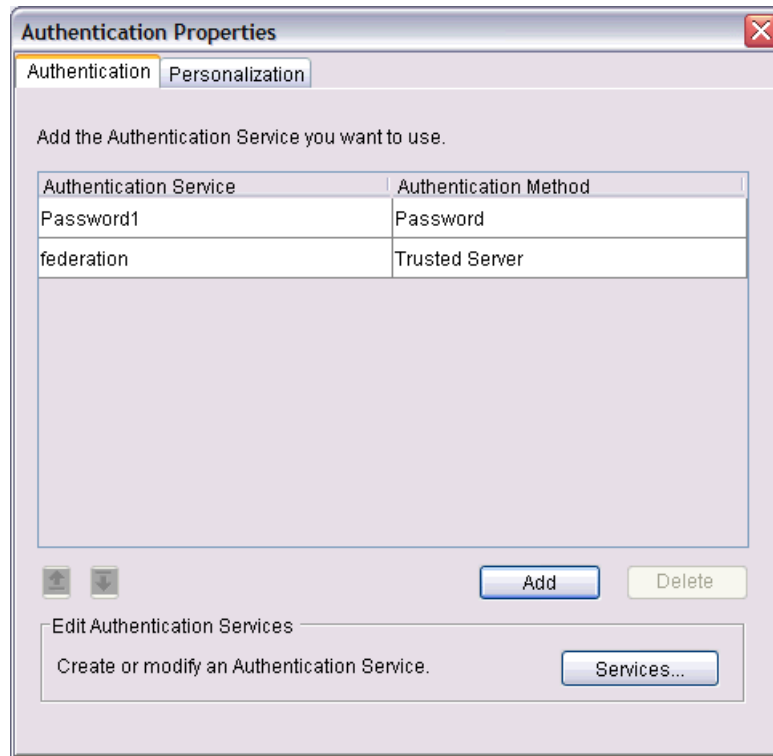 Authentication Properties
Authentication Personalization
Add the Authentication Service you want to use.
Authentication Service Authentication Method
Password1 Password
federation Trusted Server
Add Delete
Edit Authentication Services
Create or modify an Authentication Service. Services...